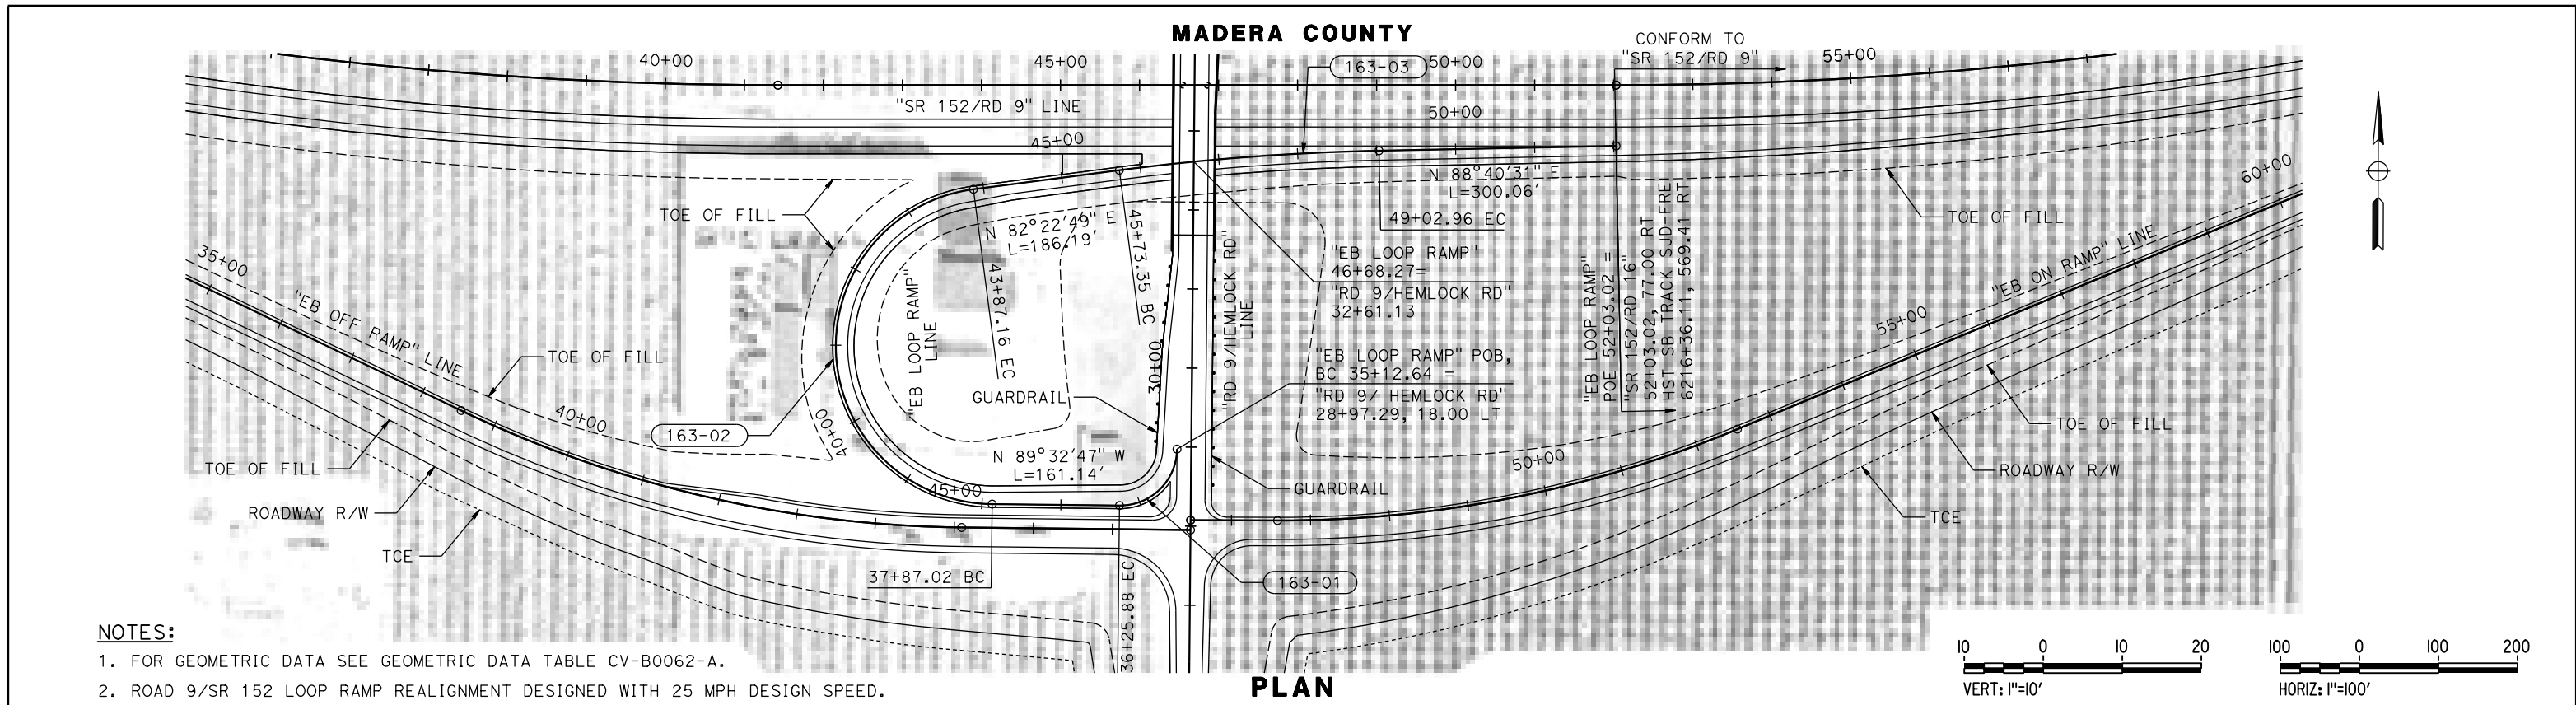 MADERA COUNTY
CONFORM TO
"SR 152/RD 9"
40+00
45+00
163-03
50+00
55+00
"SR 152/RD 9" LINE
50+00
45+00
N 88°40'31" E
L=300.06'
60+00
TOE OF FILL
49+02.96 EC
TOE OF FILL
N 82°22'49" E
L=186.19'
45+73.35 BC
43+87.16 EC
"EB LOOP RAMP"
LINE
"RD 9/HEMLOCK RD"
LINE
"EB LOOP RAMP"
46+68.27=
"RD 9/HEMLOCK RD"
32+61.13
"EB LOOP RAMP"
POE 52+03.02 =
"SR 152/RD 16"
52+03.02, 77.00 RT
HST SB TRACK SJD-FRE
6216+36.11, 569.41 RT
35+00
"EB OFF RAMP" LINE
"EB ON RAMP" LINE
55+00
TOE OF FILL
30+00
"EB LOOP RAMP" POB,
BC 35+12.64 =
"RD 9/ HEMLOCK RD"
28+97.29, 18.00 LT
GUARDRAIL
40+00
40+00
163-02
TOE OF FILL
TOE OF FILL
N 89°32'47" W
L=161.14'
50+00
ROADWAY R/W
45+00
GUARDRAIL
ROADWAY R/W
TCE
TCE
37+87.02 BC
36+25.88 EC
163-01
NOTES:
1. FOR GEOMETRIC DATA SEE GEOMETRIC DATA TABLE CV-B0062-A.
2. ROAD 9/SR 152 LOOP RAMP REALIGNMENT DESIGNED WITH 25 MPH DESIGN SPEED.
PLAN
10 0 10 20
VERT: 1"=10'
100 0 100 200
HORIZ: 1"=100'